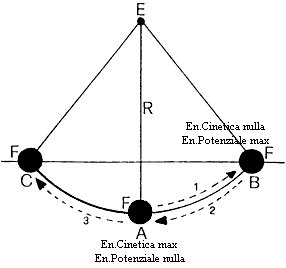 E
R
En.Cinetica nulla
En.Potenziale max
F
F
C
B
1
2
3
F
A
En.Cinetica max
En.Potenziale nulla